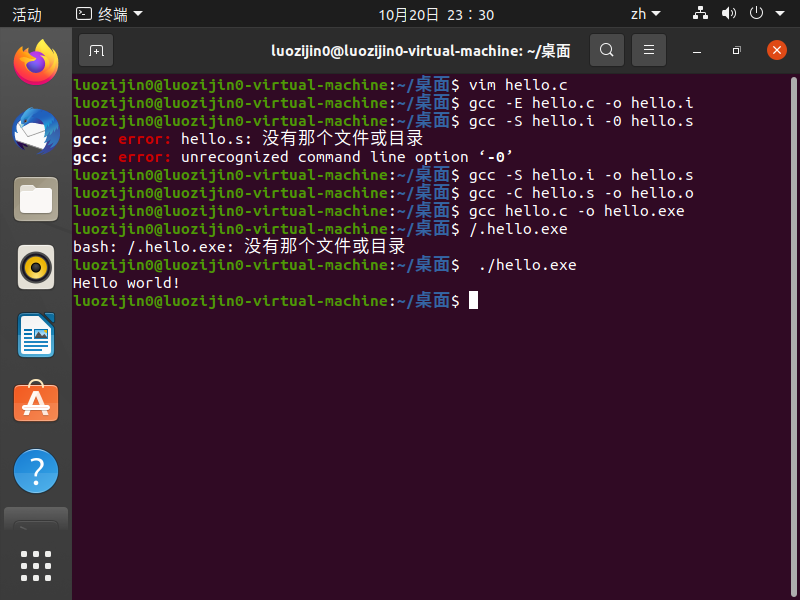 活动 终端 10月20日 23：30 zh
luozijin0@luozijin0-virtual-machine: ~/桌面
luozijin0@luozijin0-virtual-machine:~/桌面$ vim hello.c
luozijin0@luozijin0-virtual-machine:~/桌面$ gcc -E hello.c -o hello.i
luozijin0@luozijin0-virtual-machine:~/桌面$ gcc -S hello.i -0 hello.s
gcc: error: hello.s: 没有那个文件或目录
gcc: error: unrecognized command line option ‘-0’
luozijin0@luozijin0-virtual-machine:~/桌面$ gcc -S hello.i -o hello.s
luozijin0@luozijin0-virtual-machine:~/桌面$ gcc -C hello.s -o hello.o
luozijin0@luozijin0-virtual-machine:~/桌面$ gcc hello.c -o hello.exe
luozijin0@luozijin0-virtual-machine:~/桌面$ /.hello.exe
bash: /.hello.exe: 没有那个文件或目录
luozijin0@luozijin0-virtual-machine:~/桌面$  ./hello.exe
Hello world!
luozijin0@luozijin0-virtual-machine:~/桌面$